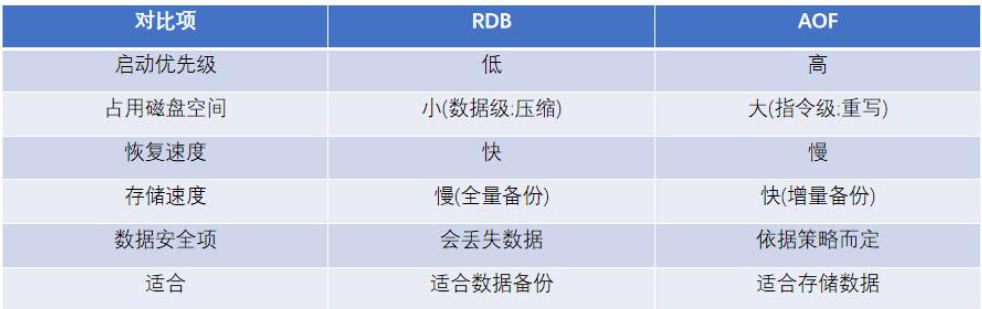 对比项 RDB AOF
启动优先级 低 高
占用磁盘空间 小(数据级:压缩) 大(指令级:重写)
恢复速度 快 慢
存储速度 慢(全量备份) 快(增量备份)
数据安全项 会丢失数据 依据策略而定
适合 适合数据备份 适合存储数据